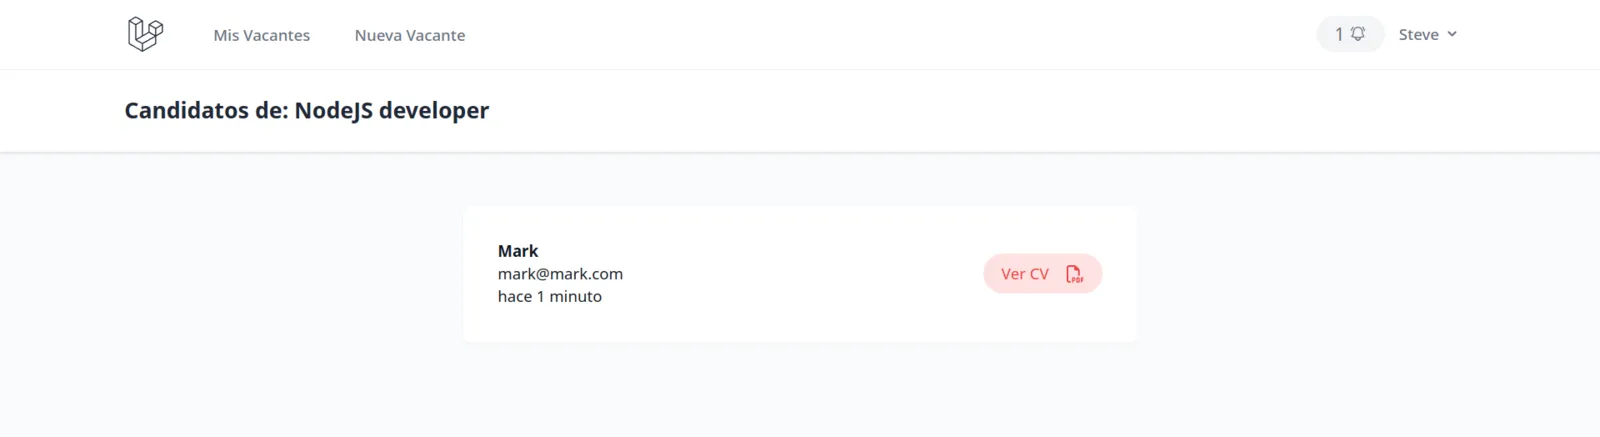 Mis Vacantes
Nueva Vacante
1
Steve
Candidatos de: NodeJS developer
Mark
mark@mark.com
hace 1 minuto
Ver CV
PDF